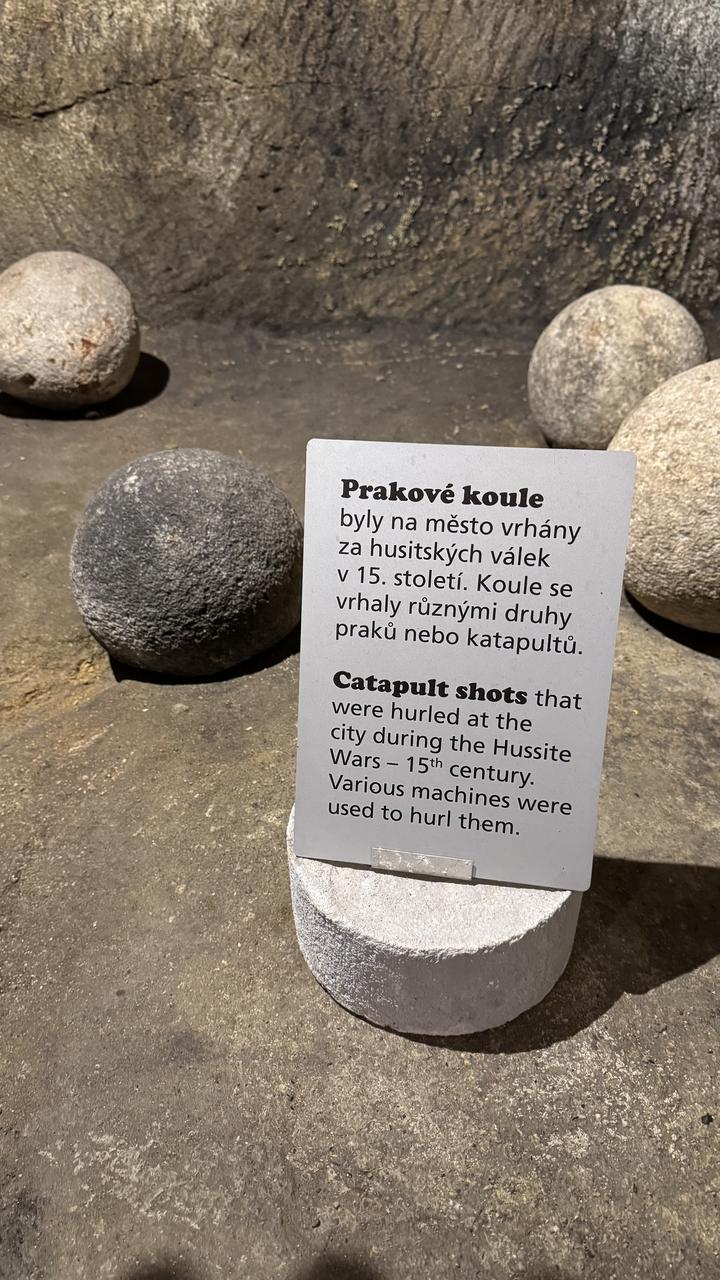 Prakové koule
byly na město vrhány
za husitských válek
v 15. století. Koule se
vrhaly různými druhy
praků nebo katapultů.
Catapult shots that
were hurled at the
city during the Hussite
Wars – 15th century.
Various machines were
used to hurl them.